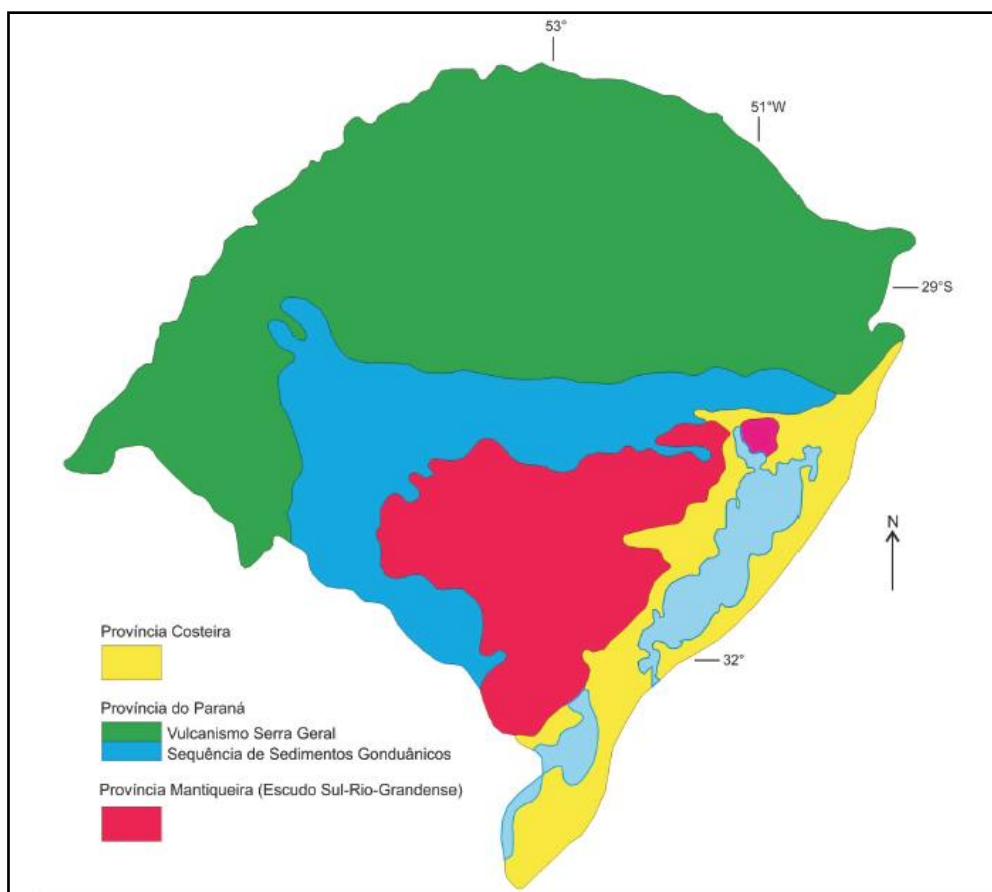 53°
51°W
29°S
N
32°
Província Costeira
Província do Paraná
Vulcanismo Serra Geral
Sequência de Sedimentos Gonduânicos
Província Mantiqueira (Escudo Sul-Rio-Grandense)